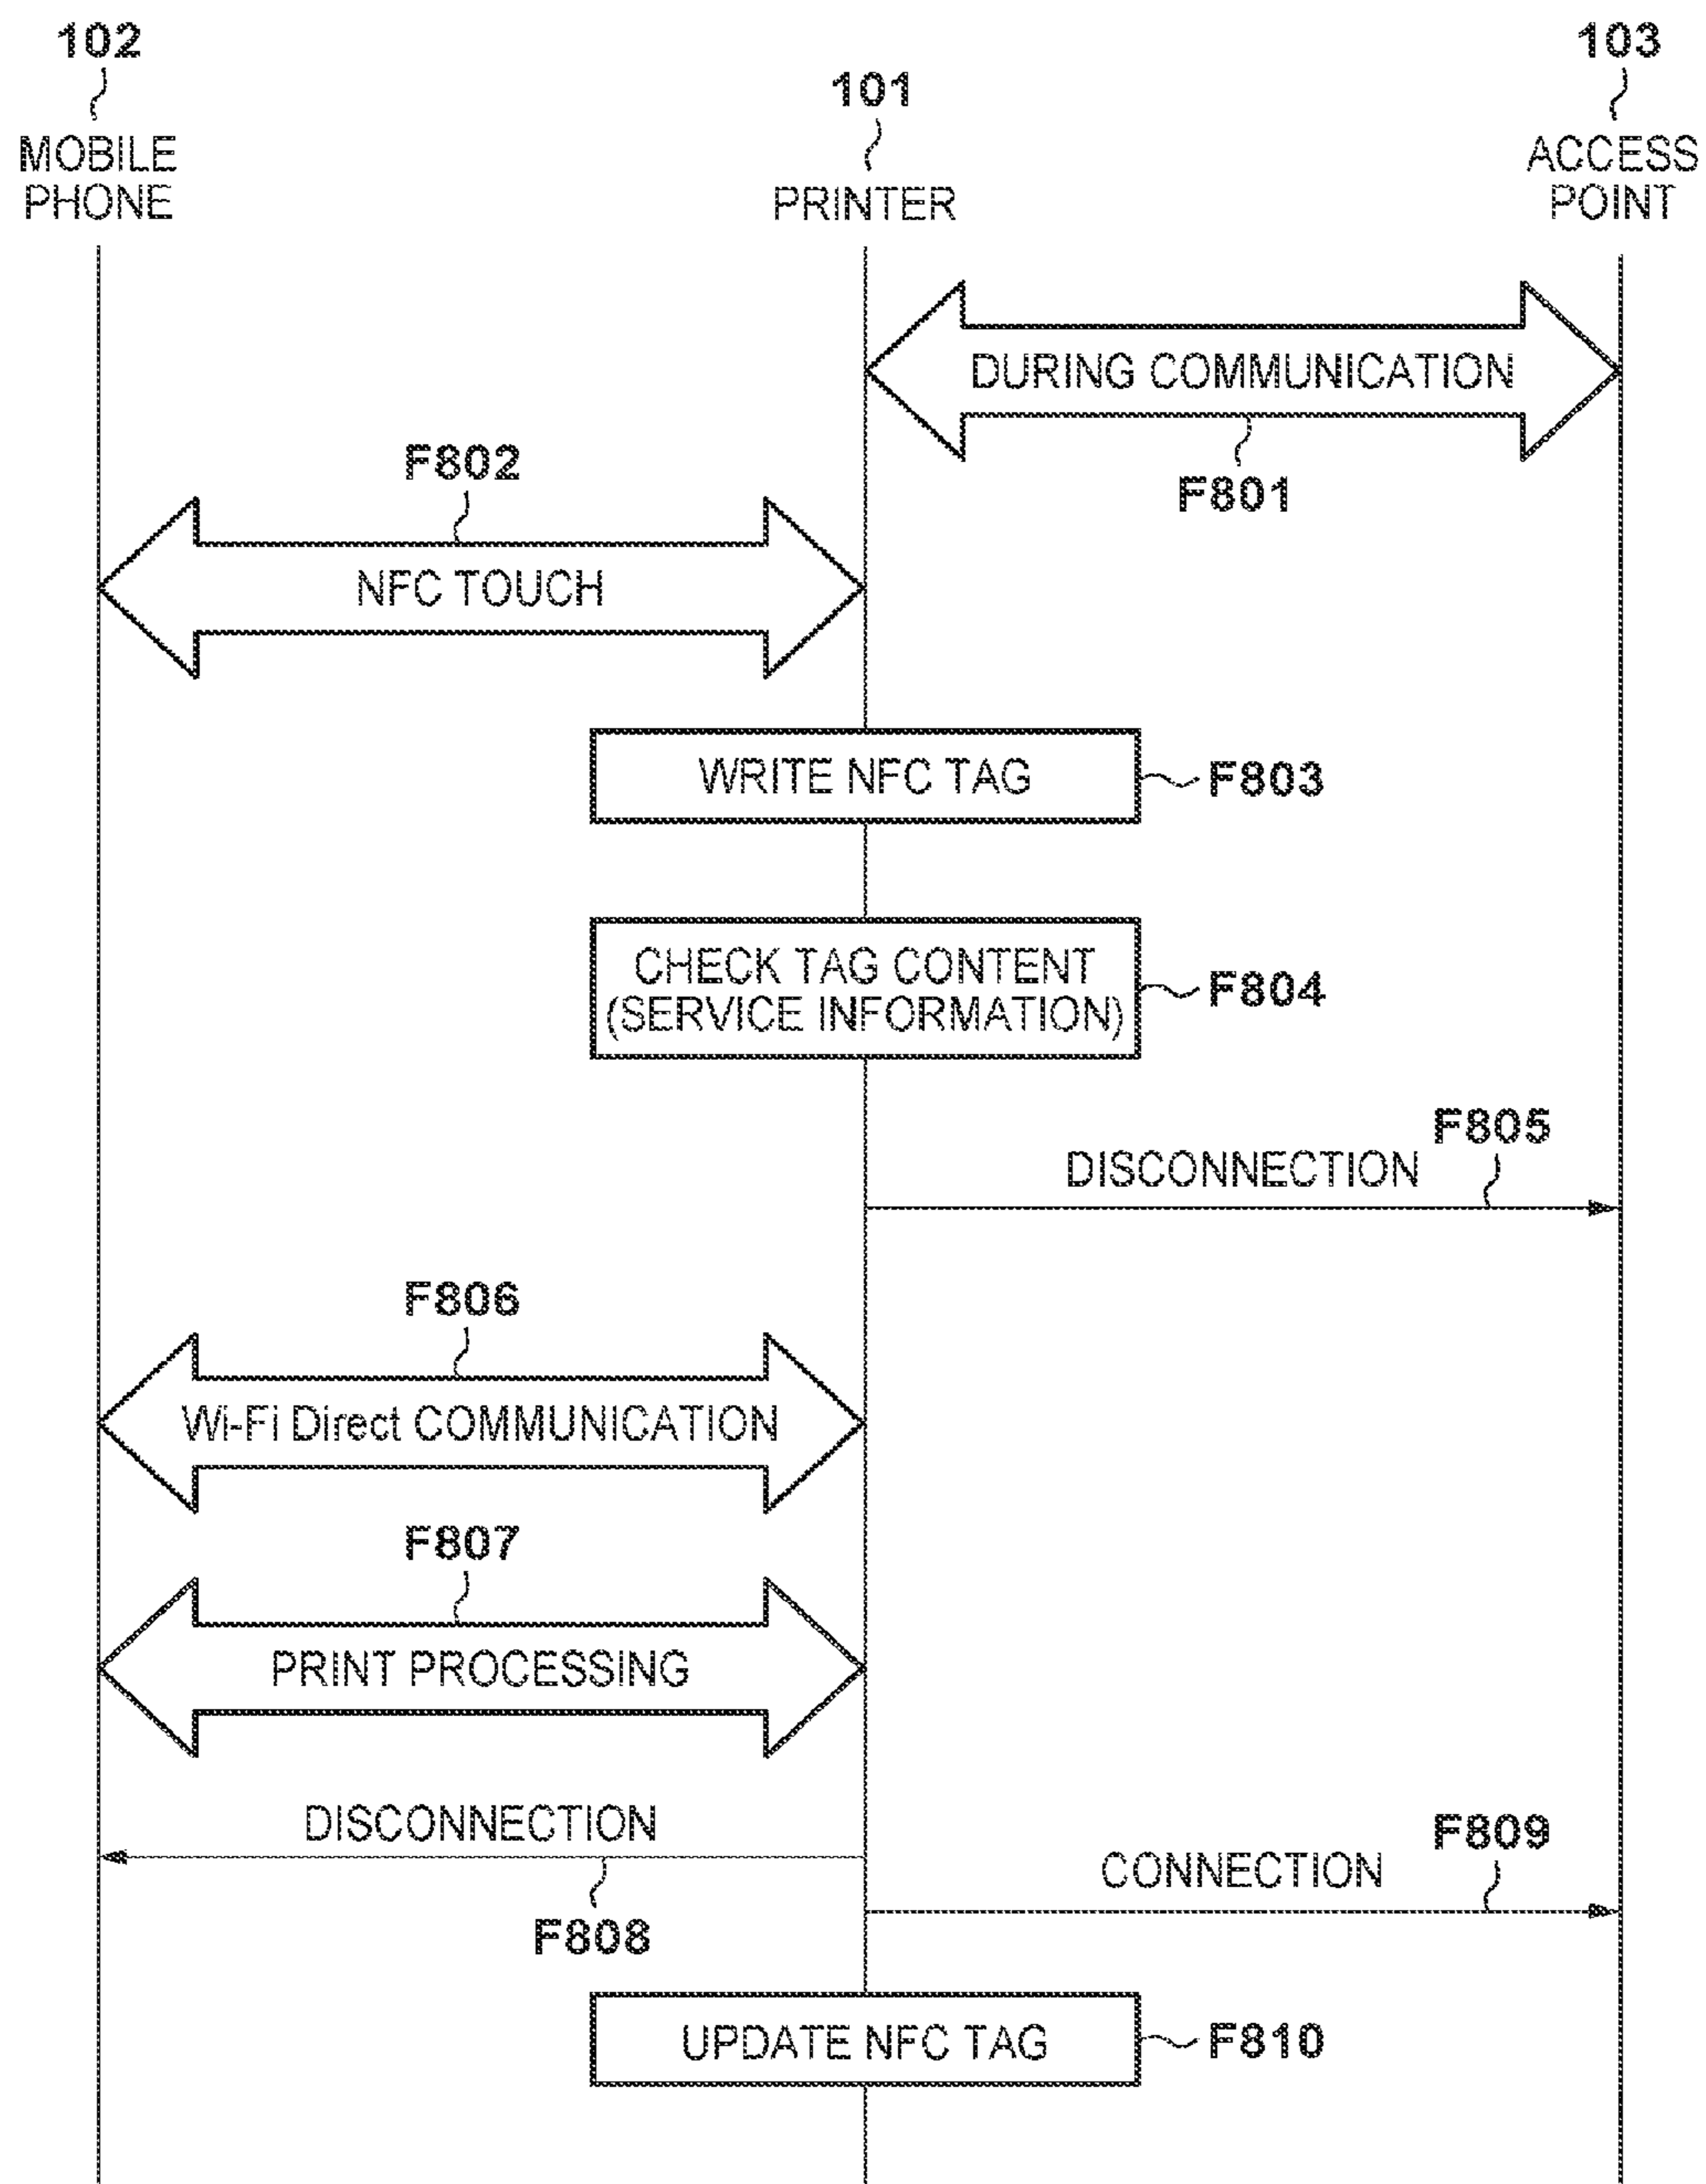 102
101
103
MOBILE
PHONE
PRINTER
ACCESS
POINT
DURING COMMUNICATION
F801
F802
NFC TOUCH
WRITE NFC TAG
F803
CHECK TAG CONTENT
(SERVICE INFORMATION)
F804
F805
DISCONNECTION
F806
Wi-Fi Direct COMMUNICATION
F807
PRINT PROCESSING
DISCONNECTION
F808
F809
CONNECTION
UPDATE NFC TAG
F810